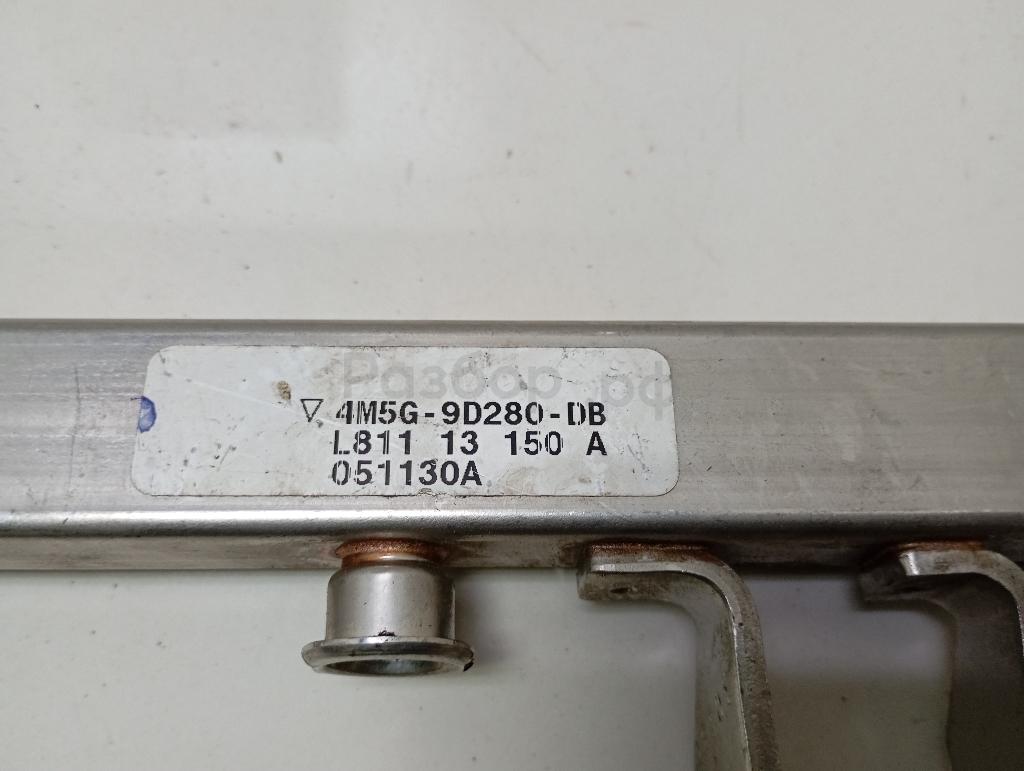 Разбор.рф
▽ 4M5G-9D280-DB
L811 13 150 A
051130A